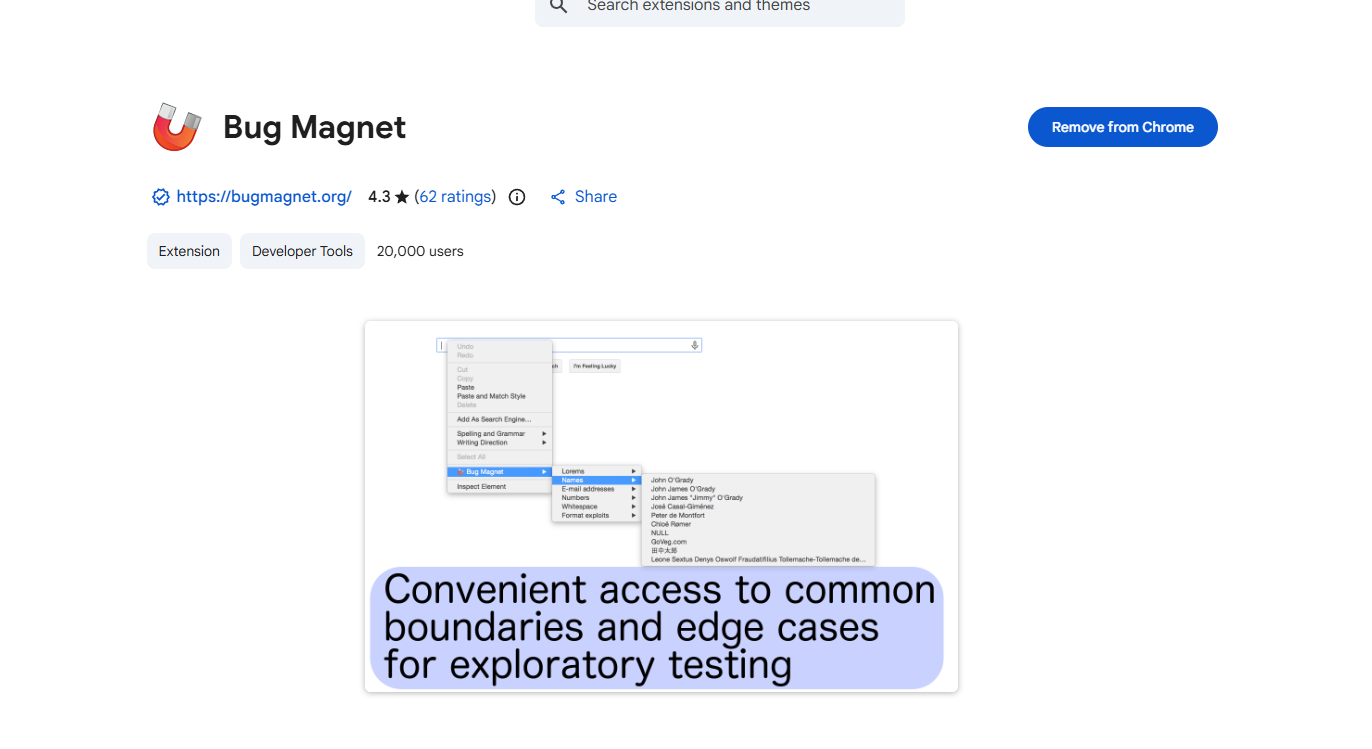 Search extensions and themes
Bug Magnet
Remove from Chrome
https://bugmagnet.org/ 4.3 ★ (62 ratings) Share
Extension Developer Tools 20,000 users
Undo
Redo
Cut
Copy
Paste
Paste and Match Style
Delete
Add As Search Engine...
Spelling and Grammar
Writing Direction
Select All
Bug Magnet
Inspect Element
ch
I'm Feeling Lucky
Lorems
Names
E-mail addresses
Numbers
Whitespace
Format exploits
John O'Grady
John James O'Grady
John James "Jimmy" O'Grady
José Casal-Giménez
Peter de Montfort
Chloë Rømer
NULL
GoVeg.com
田中太郎
Leone Sextus Denys Oswolf Fraudatifilius Tollemache-Tollemache de...
Convenient access to common
boundaries and edge cases
for exploratory testing